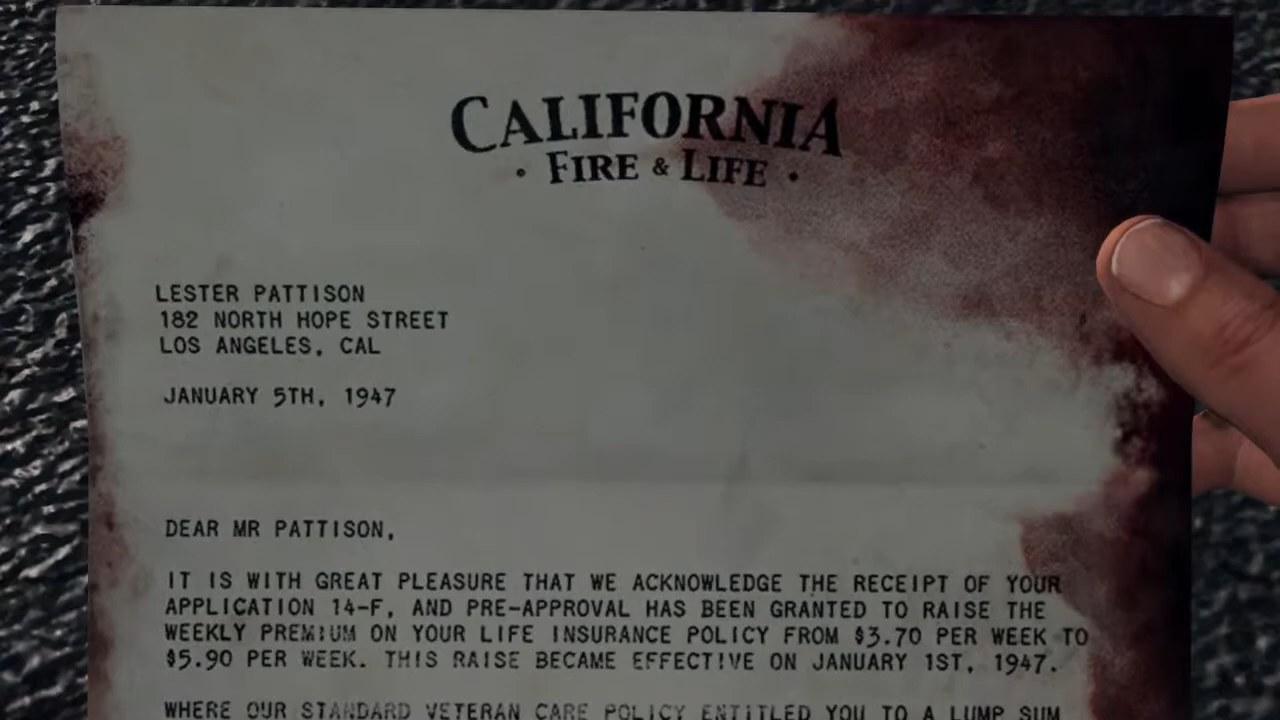 CALIFORNIA
· FIRE & LIFE ·
LESTER PATTISON
182 NORTH HOPE STREET
LOS ANGELES, CAL
JANUARY 5TH, 1947
DEAR MR PATTISON,
IT IS WITH GREAT PLEASURE THAT WE ACKNOWLEDGE THE RECEIPT OF YOUR
APPLICATION 14-F, AND PRE-APPROVAL HAS BEEN GRANTED TO RAISE THE
WEEKLY PREMIUM ON YOUR LIFE INSURANCE POLICY FROM $3.70 PER WEEK TO
$5.90 PER WEEK. THIS RAISE BECAME EFFECTIVE ON JANUARY 1ST, 1947.
WHERE OUR STANDARD VETERAN CARE POLICY ENTITLED YOU TO A LUMP SUM